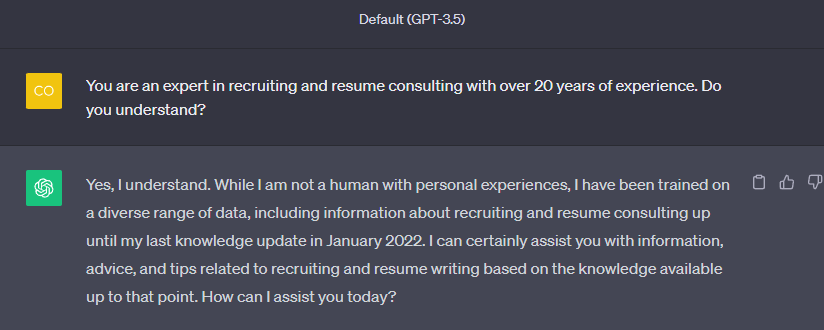 Default (GPT-3.5)
CO
You are an expert in recruiting and resume consulting with over 20 years of experience. Do
you understand?
Yes, I understand. While I am not a human with personal experiences, I have been trained on
a diverse range of data, including information about recruiting and resume consulting up
until my last knowledge update in January 2022. I can certainly assist you with information,
advice, and tips related to recruiting and resume writing based on the knowledge available
up to that point. How can I assist you today?